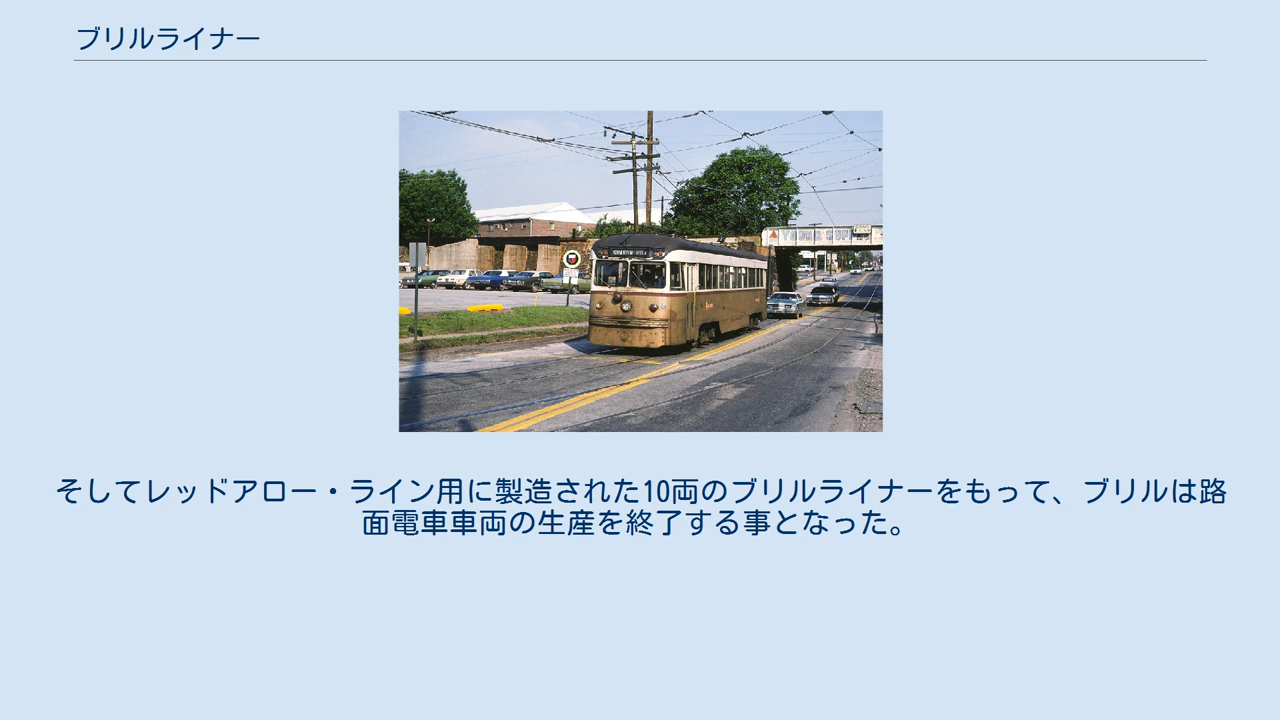 ブリルライナー
そしてレッドアロー・ライン用に製造された10両のブリルライナーをもって、ブリルは路
面電車車両の生産を終了する事となった。